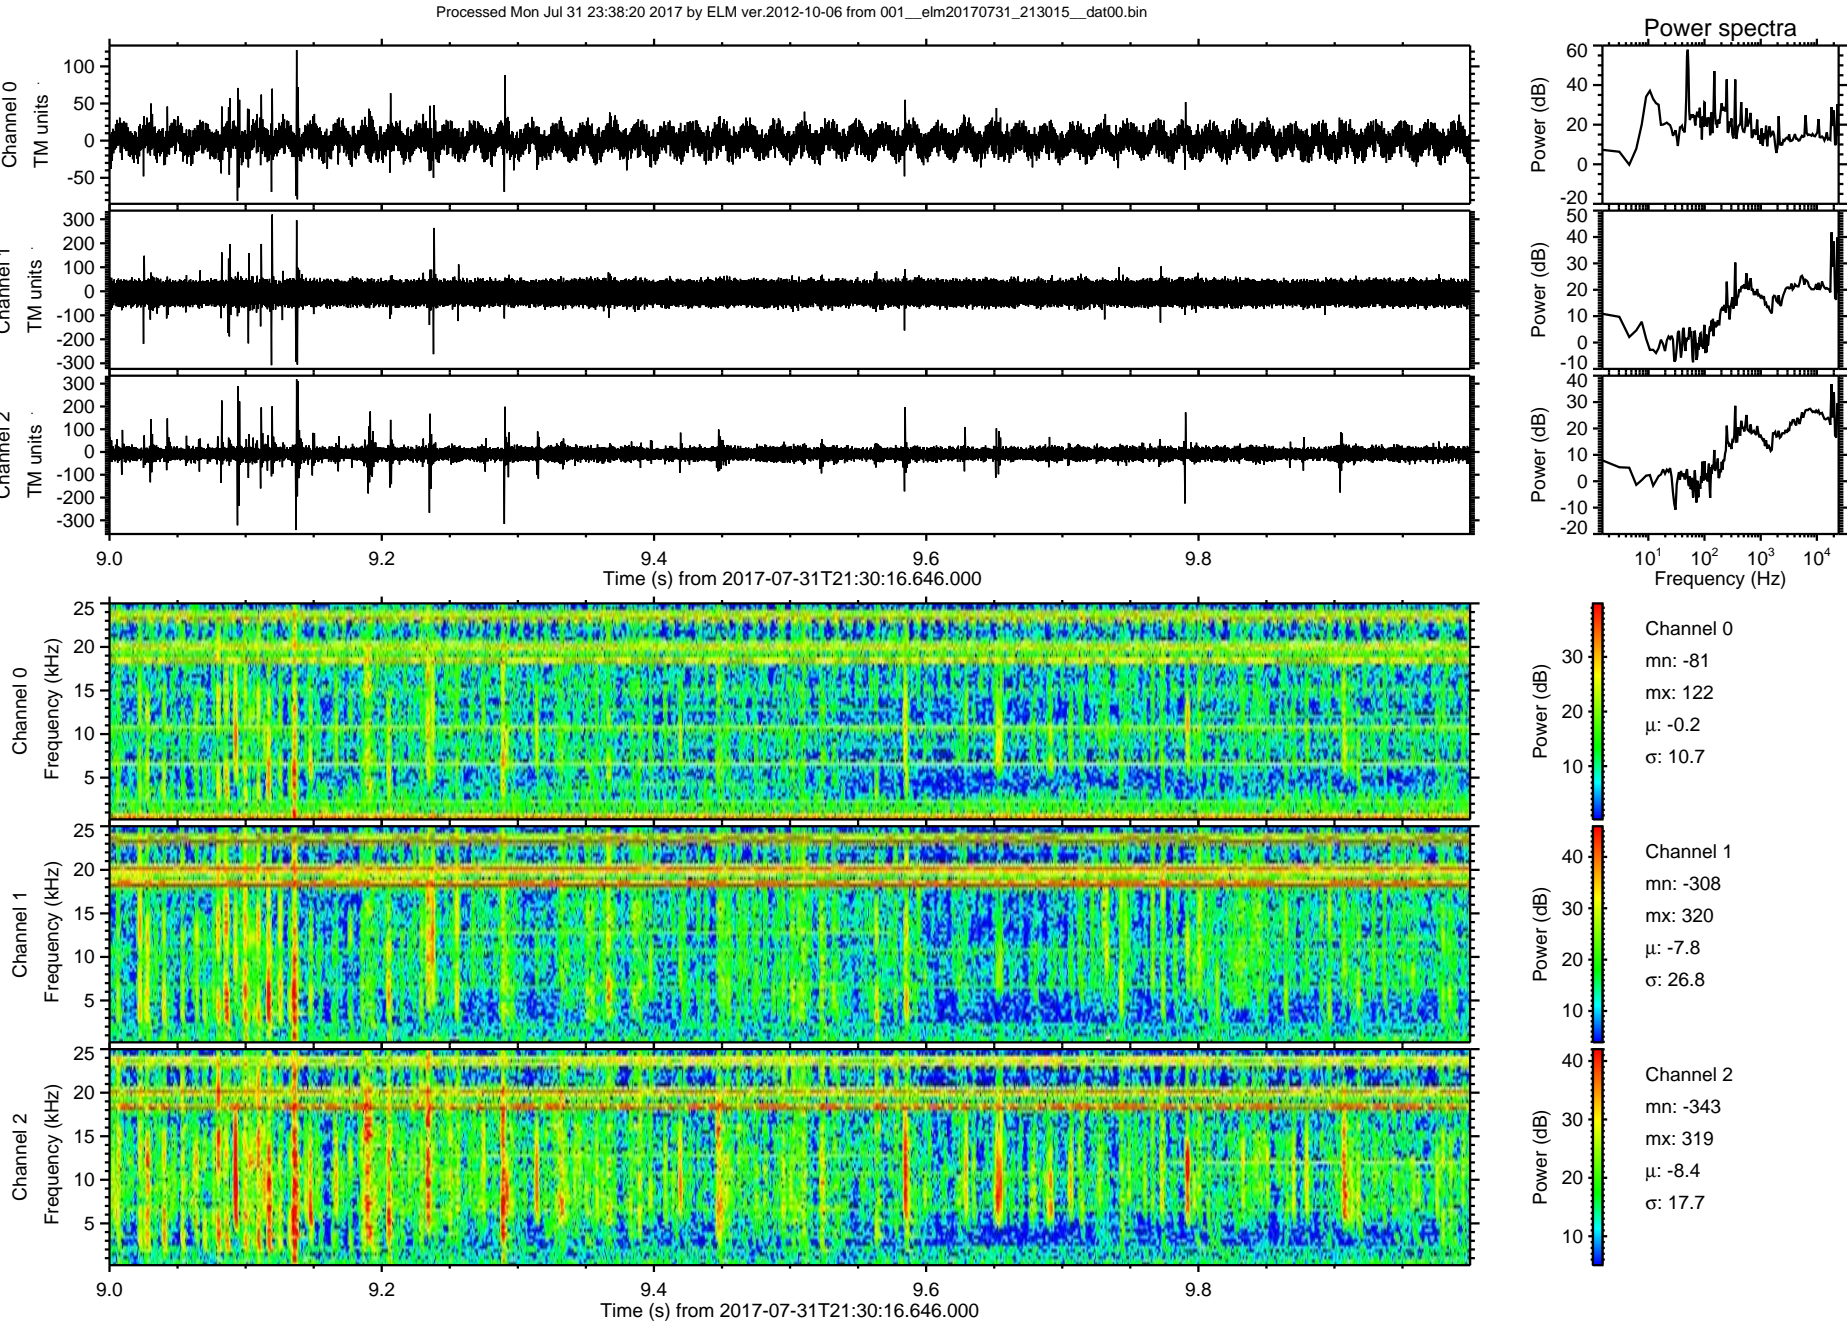 Processed Mon Jul 31 23:38:20 2017 by ELM ver.2012-10-06 from 001__elm20170731_213015__dat00.bin
Power spectra
Channel 0
TM units
100
50
0
-50
Power (dB)
60
40
20
0
-20
Channel 1
TM units
300
200
100
0
-100
-200
-300
Power (dB)
50
40
30
20
10
0
-10
Channel 2
TM units
300
200
100
0
-100
-200
-300
Power (dB)
40
30
20
10
0
-10
-20
9.0 9.2 9.4 9.6 9.8
Time (s) from 2017-07-31T21:30:16.646.000
10¹ 10² 10³ 10⁴
Frequency (Hz)
Channel 0
Frequency (kHz)
25
20
15
10
5
Power (dB)
30
20
10
Channel 0
mn: -81
mx: 122
μ: -0.2
σ: 10.7
Channel 1
Frequency (kHz)
25
20
15
10
5
Power (dB)
40
30
20
10
Channel 1
mn: -308
mx: 320
μ: -7.8
σ: 26.8
Channel 2
Frequency (kHz)
25
20
15
10
5
Power (dB)
40
30
20
10
Channel 2
mn: -343
mx: 319
μ: -8.4
σ: 17.7
9.0 9.2 9.4 9.6 9.8
Time (s) from 2017-07-31T21:30:16.646.000